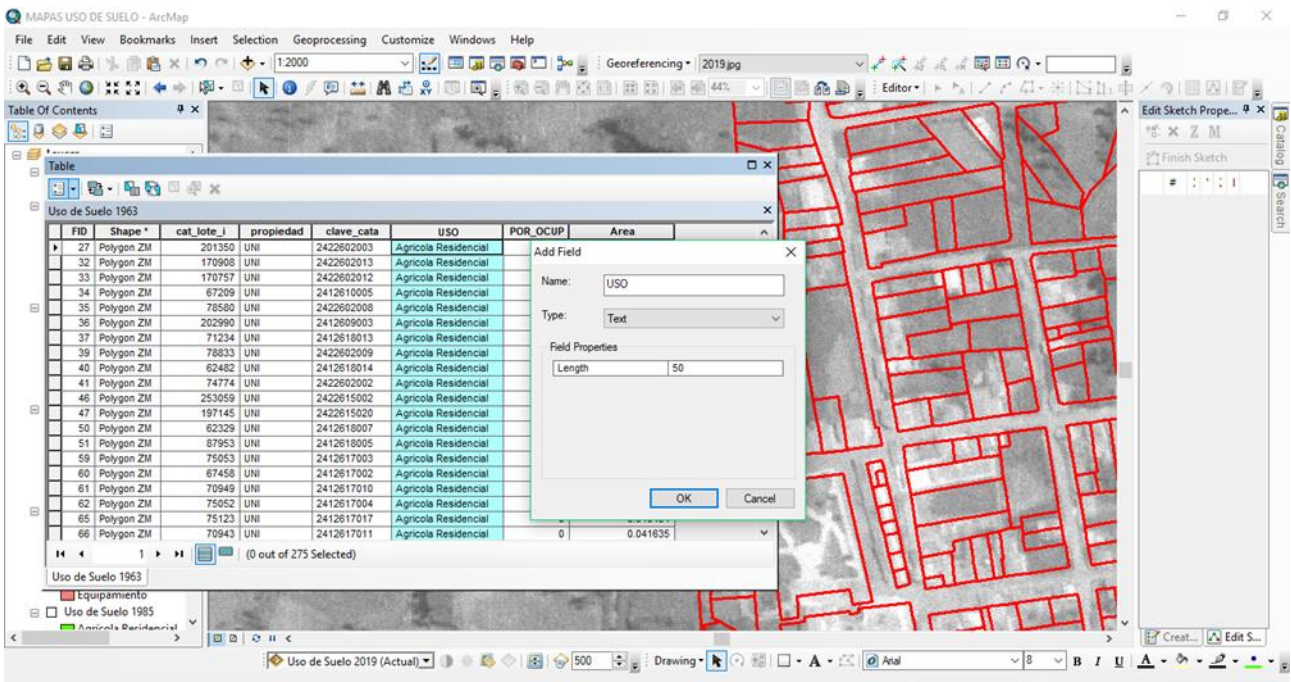 MAPAS USO DE SUELO - ArcMap
File Edit View Bookmarks Insert Selection Geoprocessing Customize Windows Help
1:2000 Georeferencing 2019.jpg
44% Editor
Table Of Contents
Edit Sketch Prope...
Z M
Finish Sketch
#
Catalog
Search
Table
Uso de Suelo 1963
FID Shape * cat_lote_i propiedad clave_cata USO POR_OCUP Area
27 Polygon ZM 201350 UNI 2422602003 Agricola Residencial
32 Polygon ZM 170908 UNI 2422602013 Agricola Residencial
33 Polygon ZM 170757 UNI 2422602012 Agricola Residencial
34 Polygon ZM 67209 UNI 2412610005 Agricola Residencial
35 Polygon ZM 78580 UNI 2422602008 Agricola Residencial
36 Polygon ZM 202990 UNI 2412609003 Agricola Residencial
37 Polygon ZM 71234 UNI 2412618013 Agricola Residencial
39 Polygon ZM 78833 UNI 2422602009 Agricola Residencial
40 Polygon ZM 62482 UNI 2412618014 Agricola Residencial
41 Polygon ZM 74774 UNI 2422602002 Agricola Residencial
46 Polygon ZM 253059 UNI 2422615002 Agricola Residencial
47 Polygon ZM 197145 UNI 2422615020 Agricola Residencial
50 Polygon ZM 62329 UNI 2412618007 Agricola Residencial
51 Polygon ZM 87953 UNI 2412618005 Agricola Residencial
59 Polygon ZM 75053 UNI 2412617003 Agricola Residencial
60 Polygon ZM 67458 UNI 2412617002 Agricola Residencial
61 Polygon ZM 70949 UNI 2412617010 Agricola Residencial
62 Polygon ZM 75052 UNI 2412617004 Agricola Residencial
65 Polygon ZM 75123 UNI 2412617017 Agricola Residencial
66 Polygon ZM 70943 UNI 2412617011 Agricola Residencial 0 0.041635
1 (0 out of 275 Selected)
Uso de Suelo 1963
Add Field
Name: USO
Type: Text
Field Properties
Length 50
OK Cancel
Equipamiento
Uso de Suelo 1985
Agrícola Residencial
Creat... Edit S...
Uso de Suelo 2019 (Actual) 500 Drawing A Arial 8 B I U A